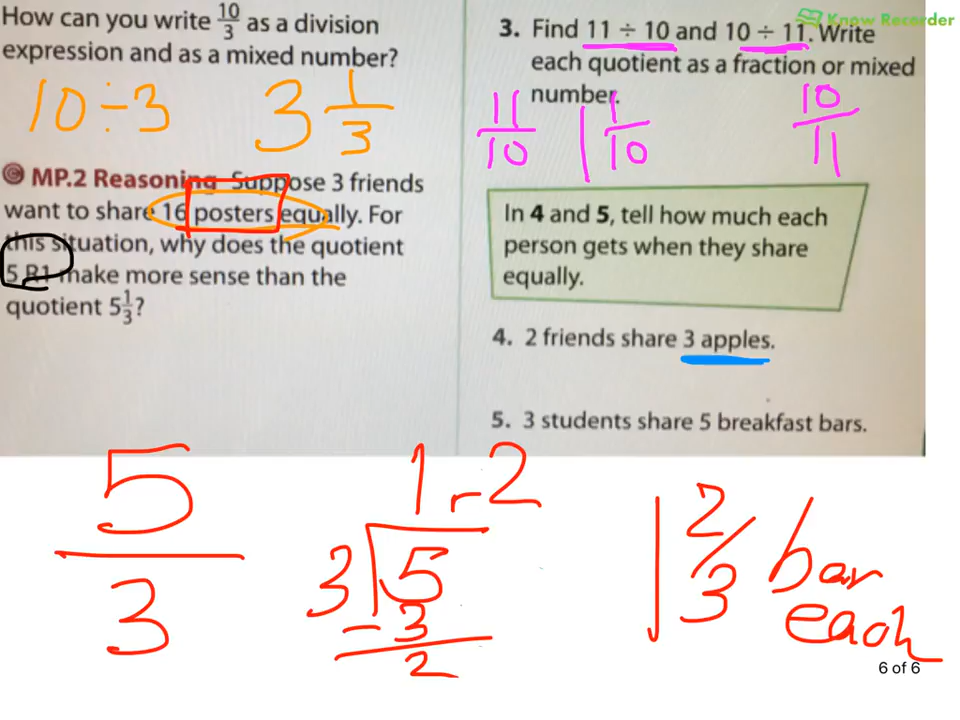 Know Recorder
How can you write 10/3 as a division
expression and as a mixed number?
10 ÷ 3 3 1/3
MP.2 Reasoning Suppose 3 friends
want to share 16 posters equally. For
this situation, why does the quotient
5 R1 make more sense than the
quotient 5 1/3?
3. Find 11 ÷ 10 and 10 ÷ 11. Write
each quotient as a fraction or mixed
number.
11/10 1 1/10 10/11
In 4 and 5, tell how much each
person gets when they share
equally.
4. 2 friends share 3 apples.
5. 3 students share 5 breakfast bars.
5/3
1 r 2
3 5
- 3
2
1 2/3 bar
each
6 of 6